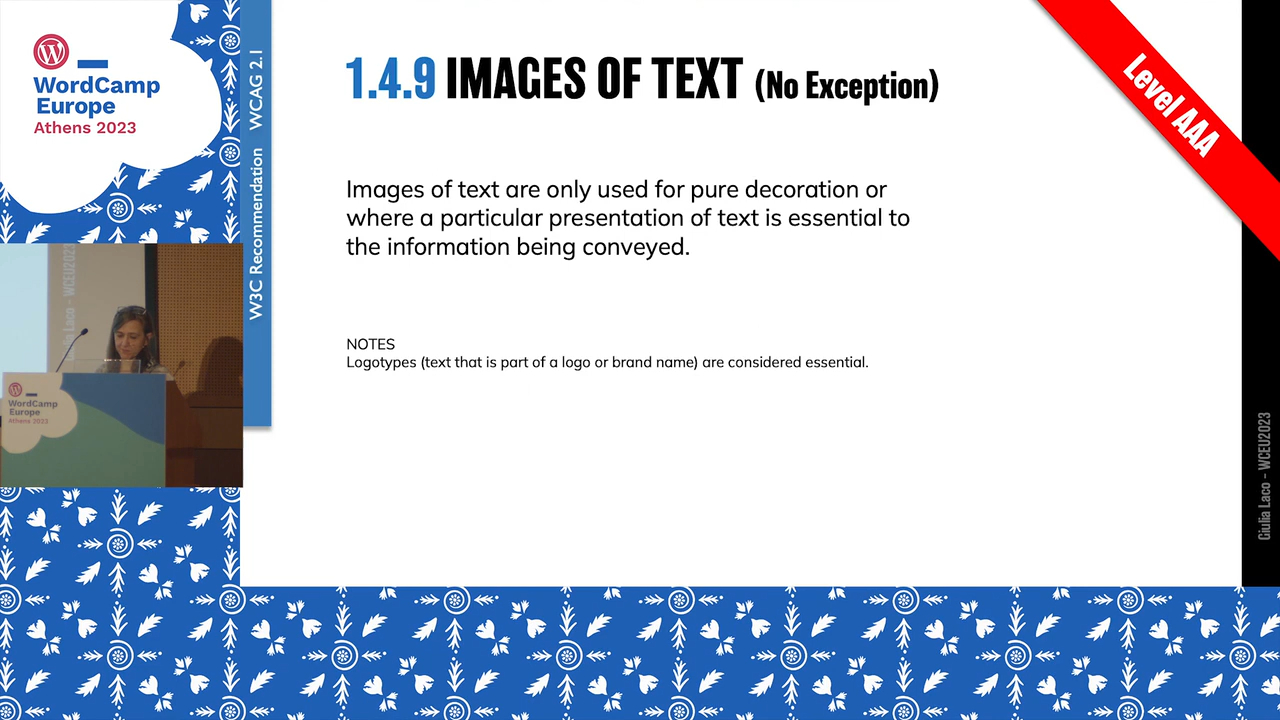 WordCamp
Europe
Athens 2023
W3C Recommendation WCAG 2.1
1.4.9 IMAGES OF TEXT (No Exception)
Level AAA
Images of text are only used for pure decoration or
where a particular presentation of text is essential to
the information being conveyed.
NOTES
Logotypes (text that is part of a logo or brand name) are considered essential.
Giulia Laco - WCEU2023
Giulia Laco - WCEU2023
WordCamp
Europe
Athens 2023